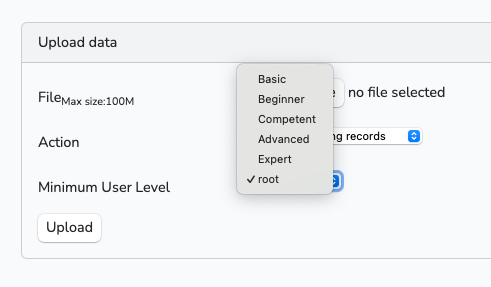 Upload data
File Max size:100M
no file selected
Action
records
Minimum User Level
Basic
Beginner
Competent
Advanced
Expert
✓ root
Upload